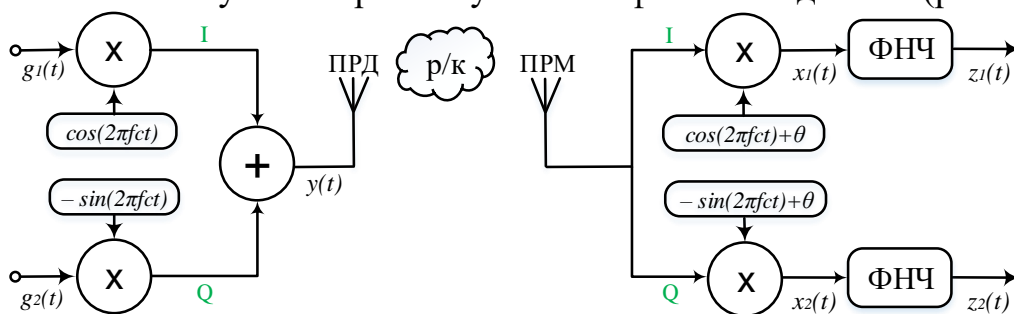 I
I
X
X
ФНЧ
ПРД
р/к
ПРМ
g1(t)
x1(t)
z1(t)
cos(2πfct)
cos(2πfct)+θ
+
y(t)
– sin(2πfct)
– sin(2πfct)+θ
X
X
ФНЧ
g2(t)
Q
Q
x2(t)
z2(t)